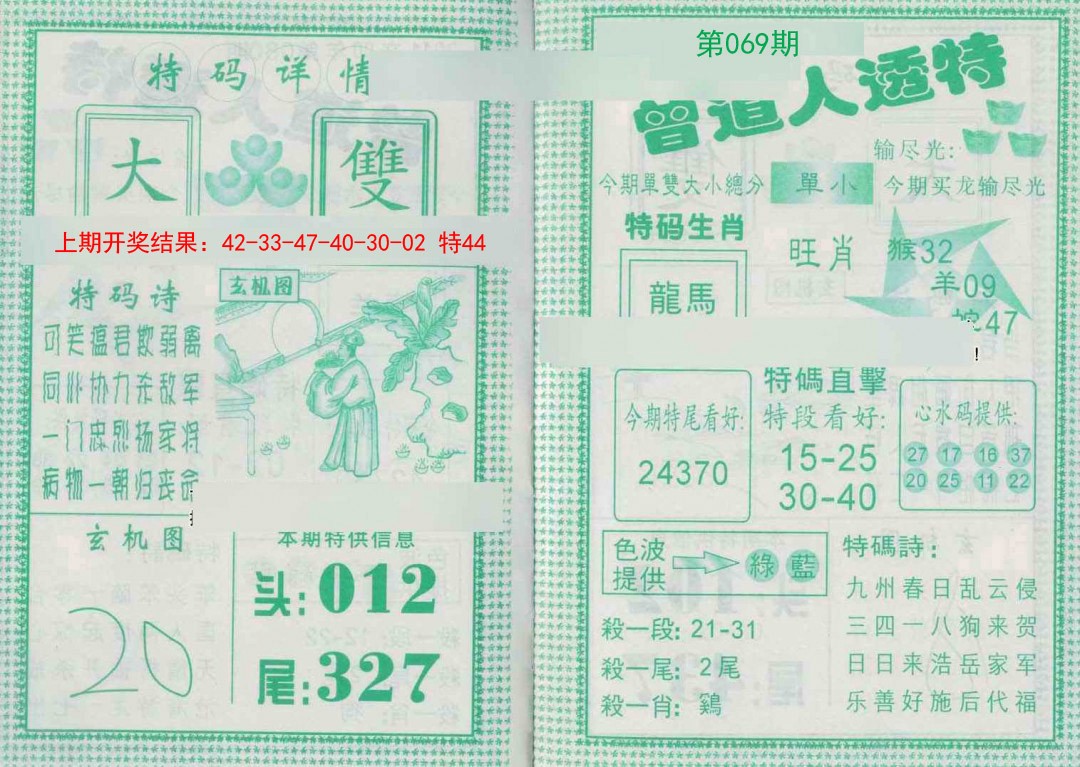 特码详情
大 雙
上期开奖结果：42-33-47-40-30-02 特44
特码诗
可笑瘟君欺弱禽
同心协力杀敌军
一门忠烈扬家将
病物一朝归丧命
玄机图
玄机图
20
本期特供信息
头:012
尾:327
第069期
曾道人透特
输尽光:
今期單雙大小總分 單小 今期买龙输尽光
特码生肖
龍馬
旺肖
猴32
羊09
蛇47
!
今期特尾看好:
24370
特碼直擊
特段看好:
15-25
30-40
心水码提供:
27 17 16 37
20 25 11 22
色波提供 綠 藍
殺一段: 21-31
殺一尾: 2尾
殺一肖: 鷄
特碼詩:
九州春日乱云侵
三四一八狗来贺
日日来浩岳家军
乐善好施后代福